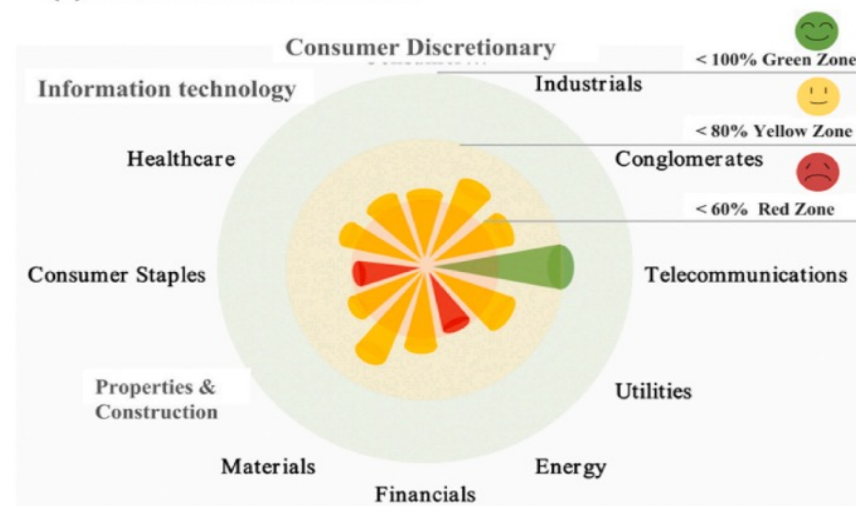 Consumer Discretionary
< 100% Green Zone
Information technology
Industrials
< 80% Yellow Zone
Healthcare
Conglomerates
< 60% Red Zone
Consumer Staples
Telecommunications
Properties &
Construction
Utilities
Materials
Energy
Financials